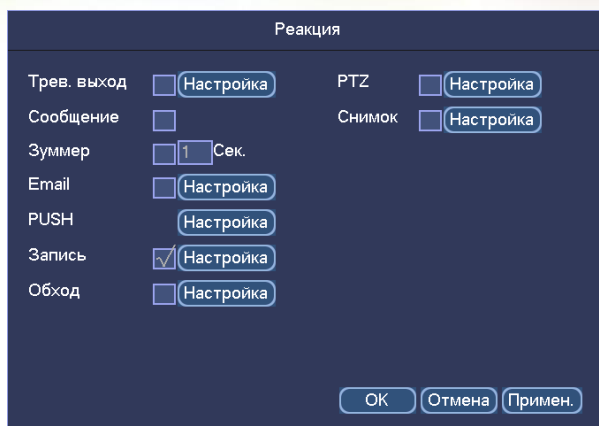 Реакция
Трев. выход Настройка PTZ Настройка
Сообщение Снимок Настройка
Зуммер 1 Сек.
Email Настройка
PUSH Настройка
Запись Настройка
Обход Настройка
OK Отмена Примен.